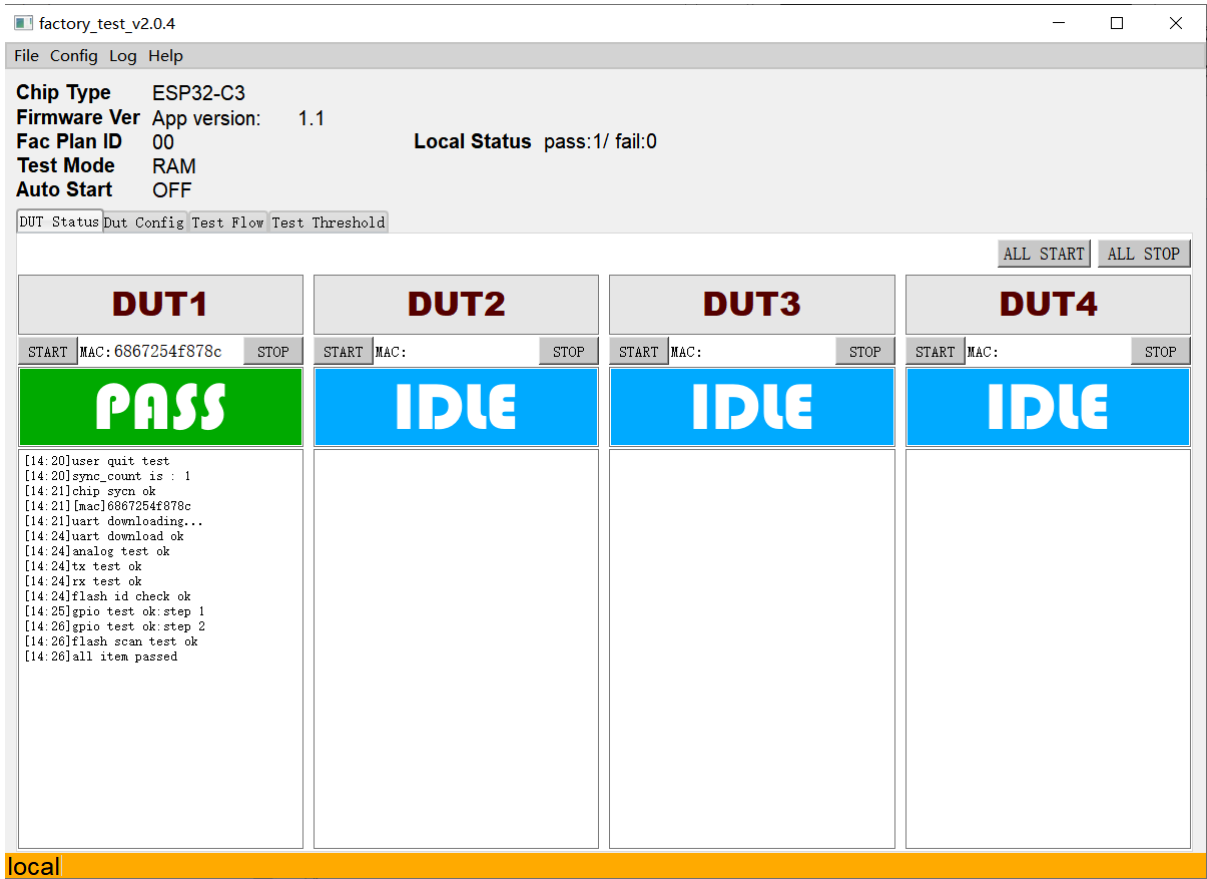 factory_test_v2.0.4
File Config Log Help
Chip Type ESP32-C3
Firmware Ver App version: 1.1
Fac Plan ID 00 Local Status pass:1/ fail:0
Test Mode RAM
Auto Start OFF
DUT Status Dut Config Test Flow Test Threshold
ALL START ALL STOP
DUT1 DUT2 DUT3 DUT4
START MAC:6867254f878c STOP START MAC: STOP START MAC: STOP START MAC: STOP
PASS IDLE IDLE IDLE
[14:20]user quit test
[14:20]sync_count is : 1
[14:21]chip sycn ok
[14:21][mac]6867254f878c
[14:21]uart downloading...
[14:24]uart download ok
[14:24]analog test ok
[14:24]tx test ok
[14:24]rx test ok
[14:24]flash id check ok
[14:25]gpio test ok:step 1
[14:26]gpio test ok:step 2
[14:26]flash scan test ok
[14:26]all item passed
local